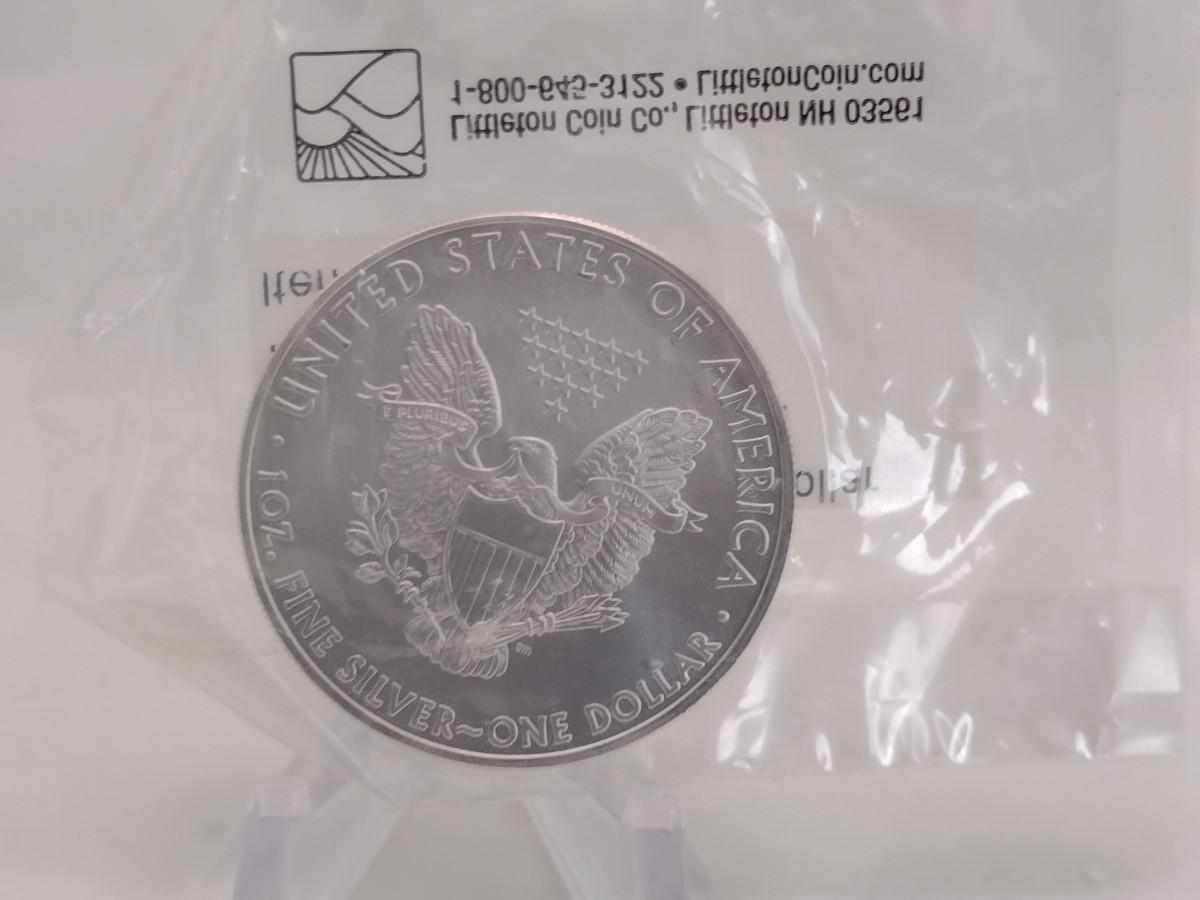 1-800-645-3122 • LittletonCoin.com
Littleton Coin Co., Littleton NH 03561
UNITED STATES OF AMERICA
E PLURIBUS
UNUM
• 1 OZ. FINE SILVER~ONE DOLLAR •